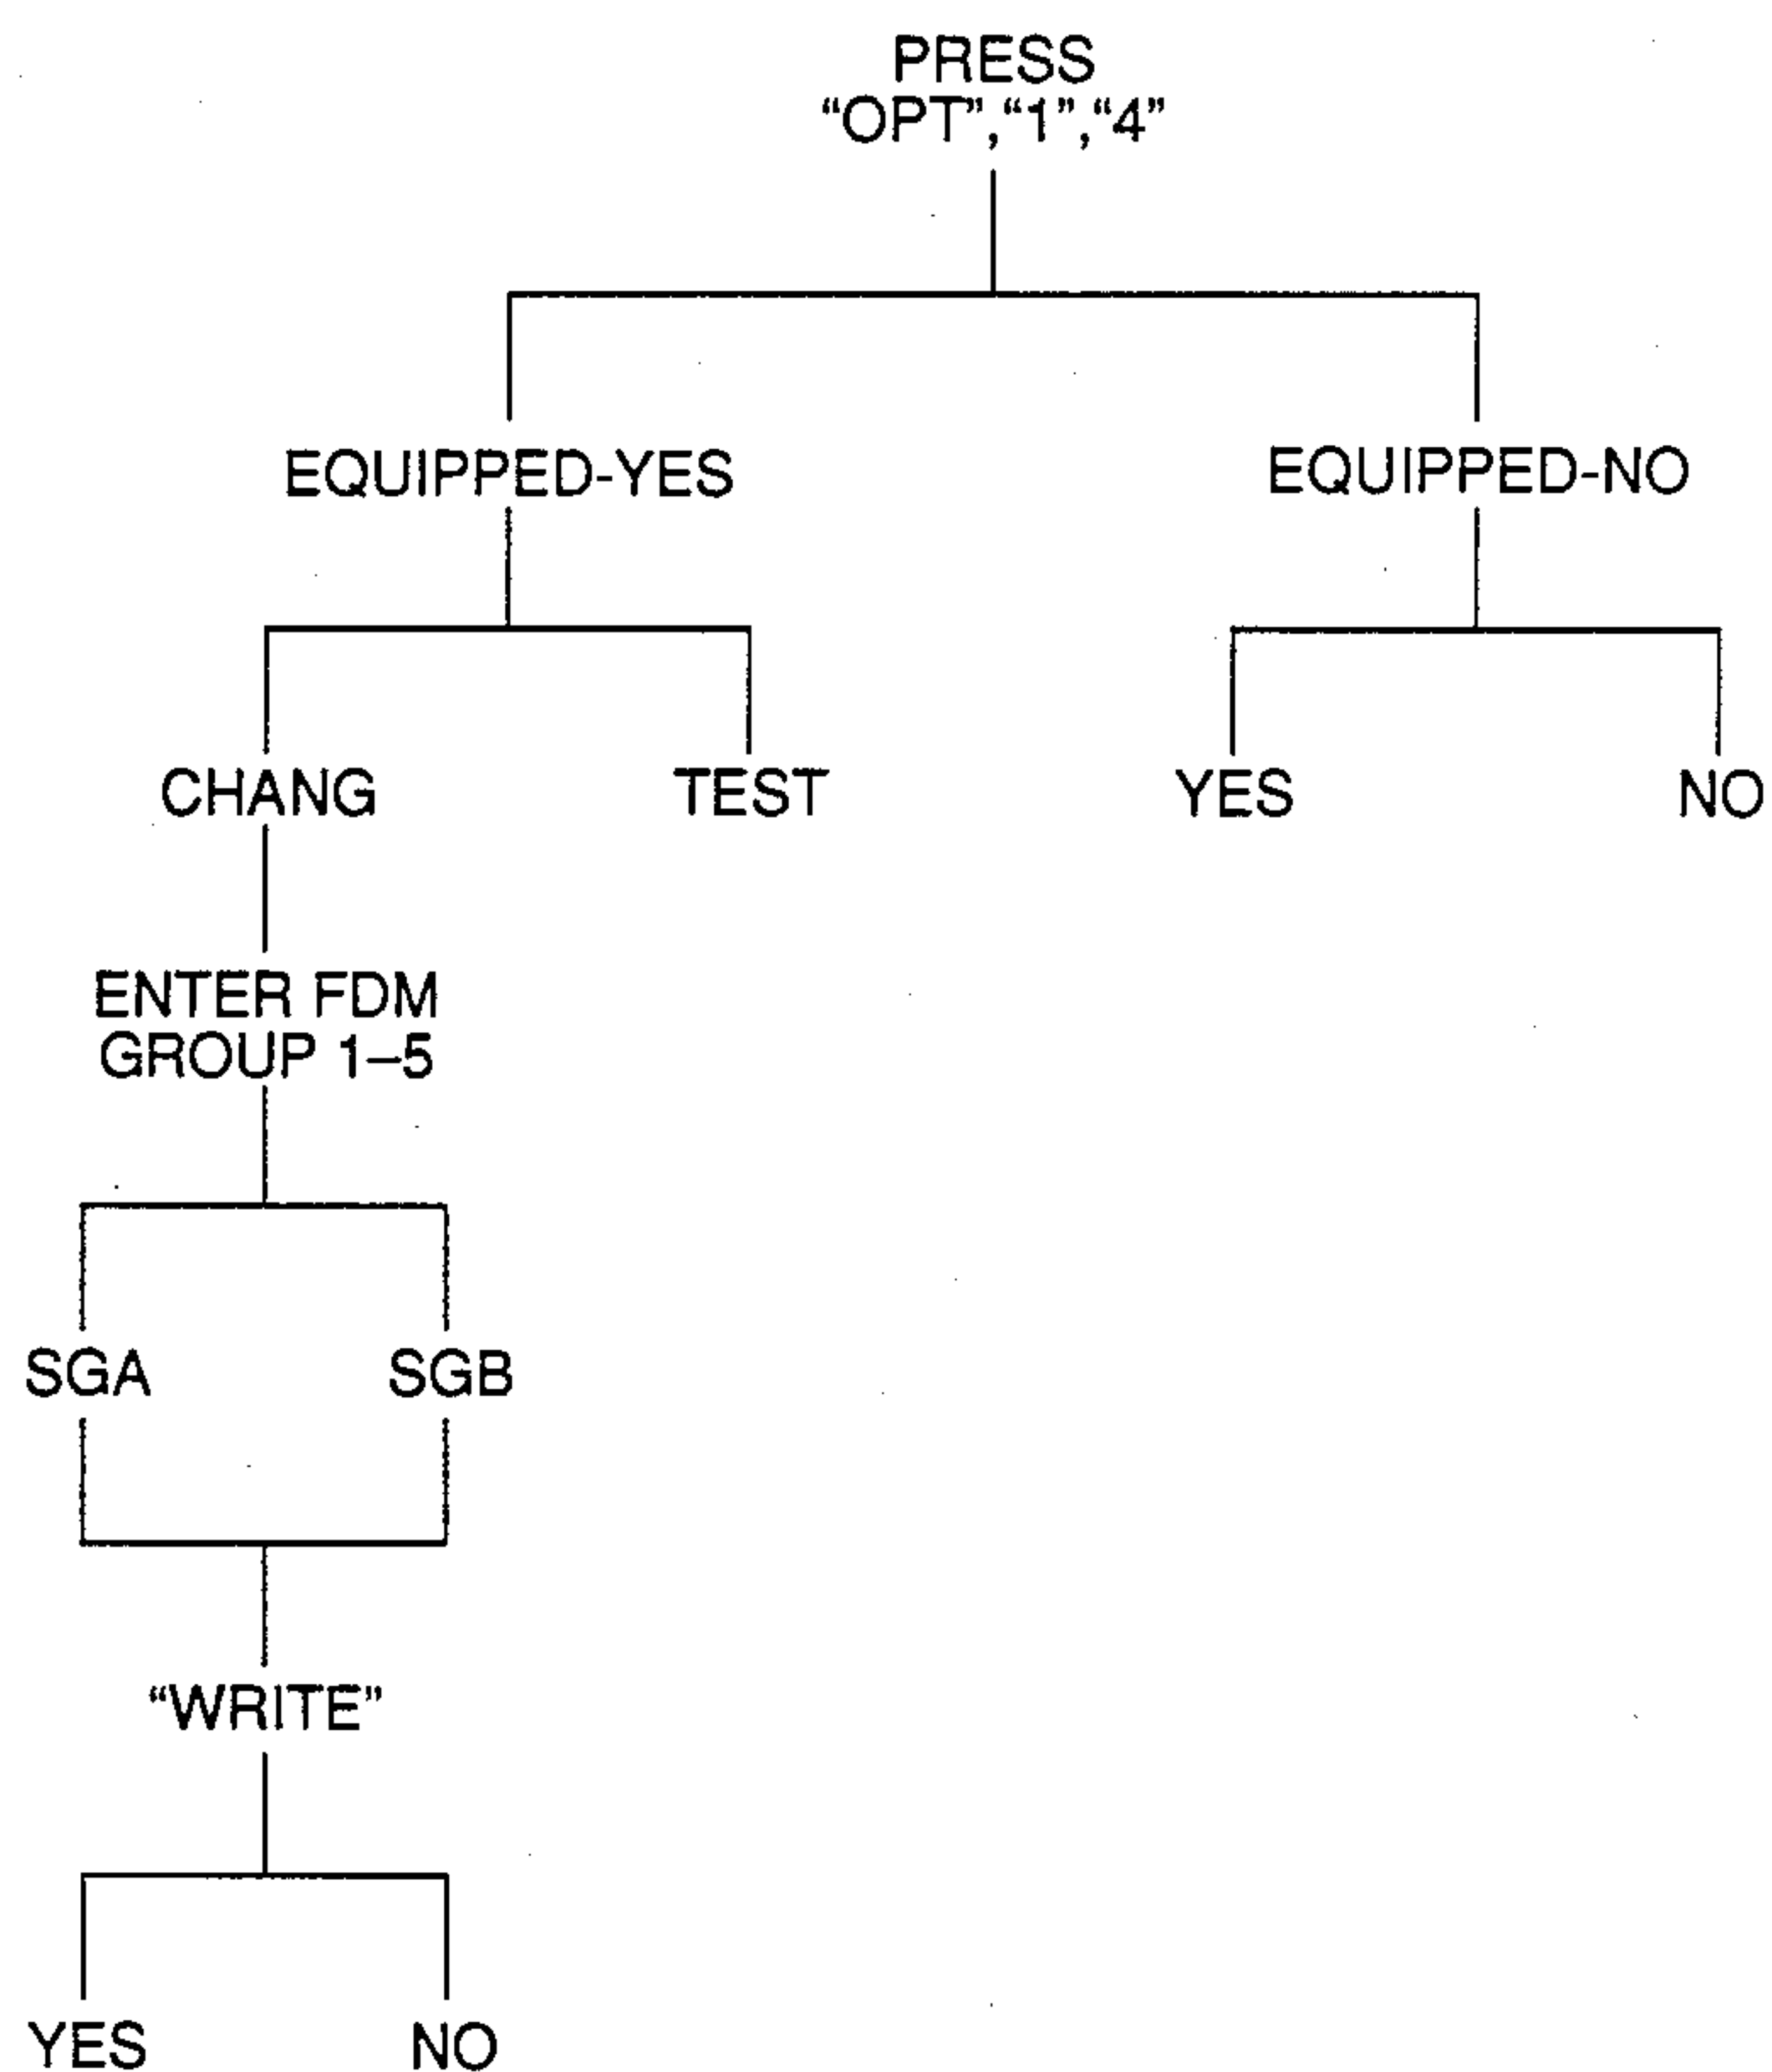 PRESS
“OPT”,“1”,“4”
EQUIPPED-YES
EQUIPPED-NO
CHANG
TEST
YES
NO
ENTER FDM
GROUP 1–5
SGA
SGB
“WRITE”
YES
NO